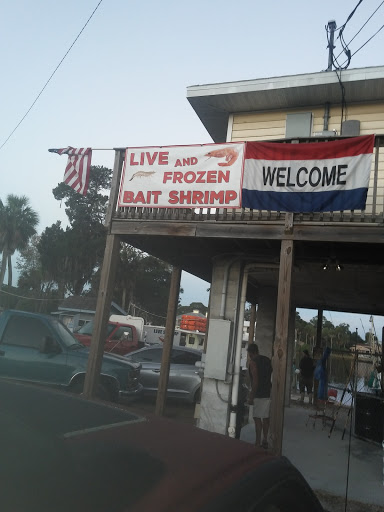 LIVE AND
FROZEN
BAIT SHRIMP
WELCOME